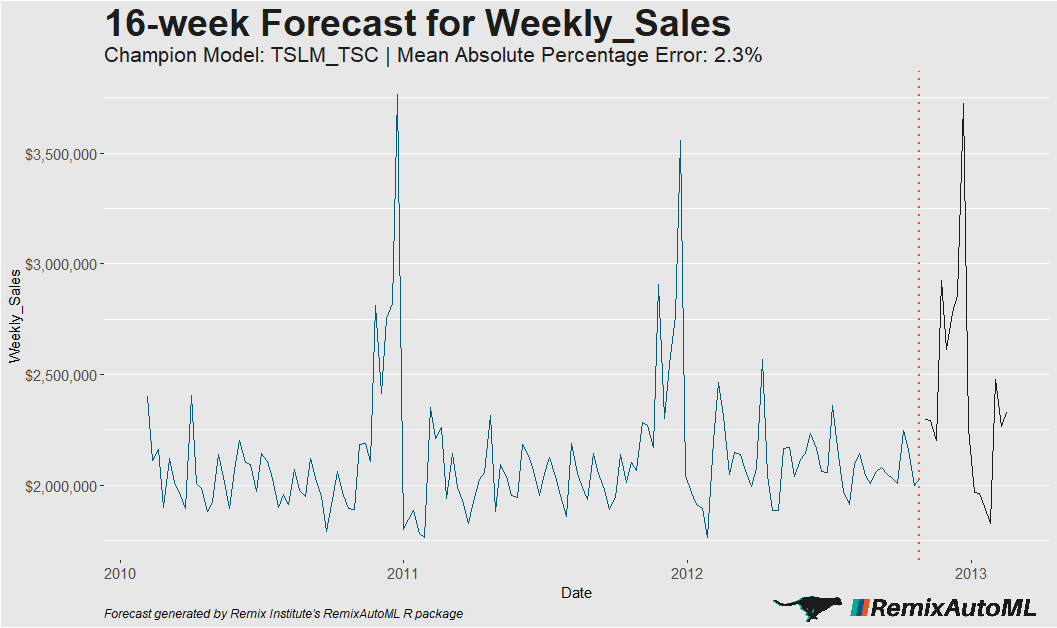 16-week Forecast for Weekly_Sales
Champion Model: TSLM_TSC | Mean Absolute Percentage Error: 2.3%
$3,500,000
$3,000,000
$2,500,000
$2,000,000
Weekly_Sales
2010
2011
2012
2013
Date
Forecast generated by Remix Institute's RemixAutoML R package
RemixAutoML